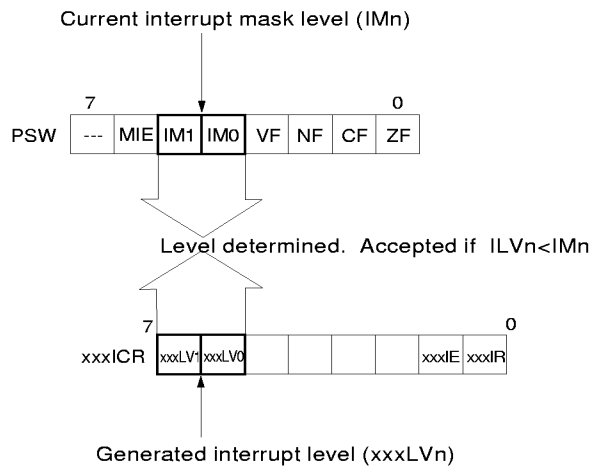 Current interrupt mask level (IMn)
7 0
PSW --- MIE IM1 IM0 VF NF CF ZF
Level determined. Accepted if ILVn<IMn
7 0
xxxICR xxxLV1 xxxLV0 xxxIE xxxIR
Generated interrupt level (xxxLVn)